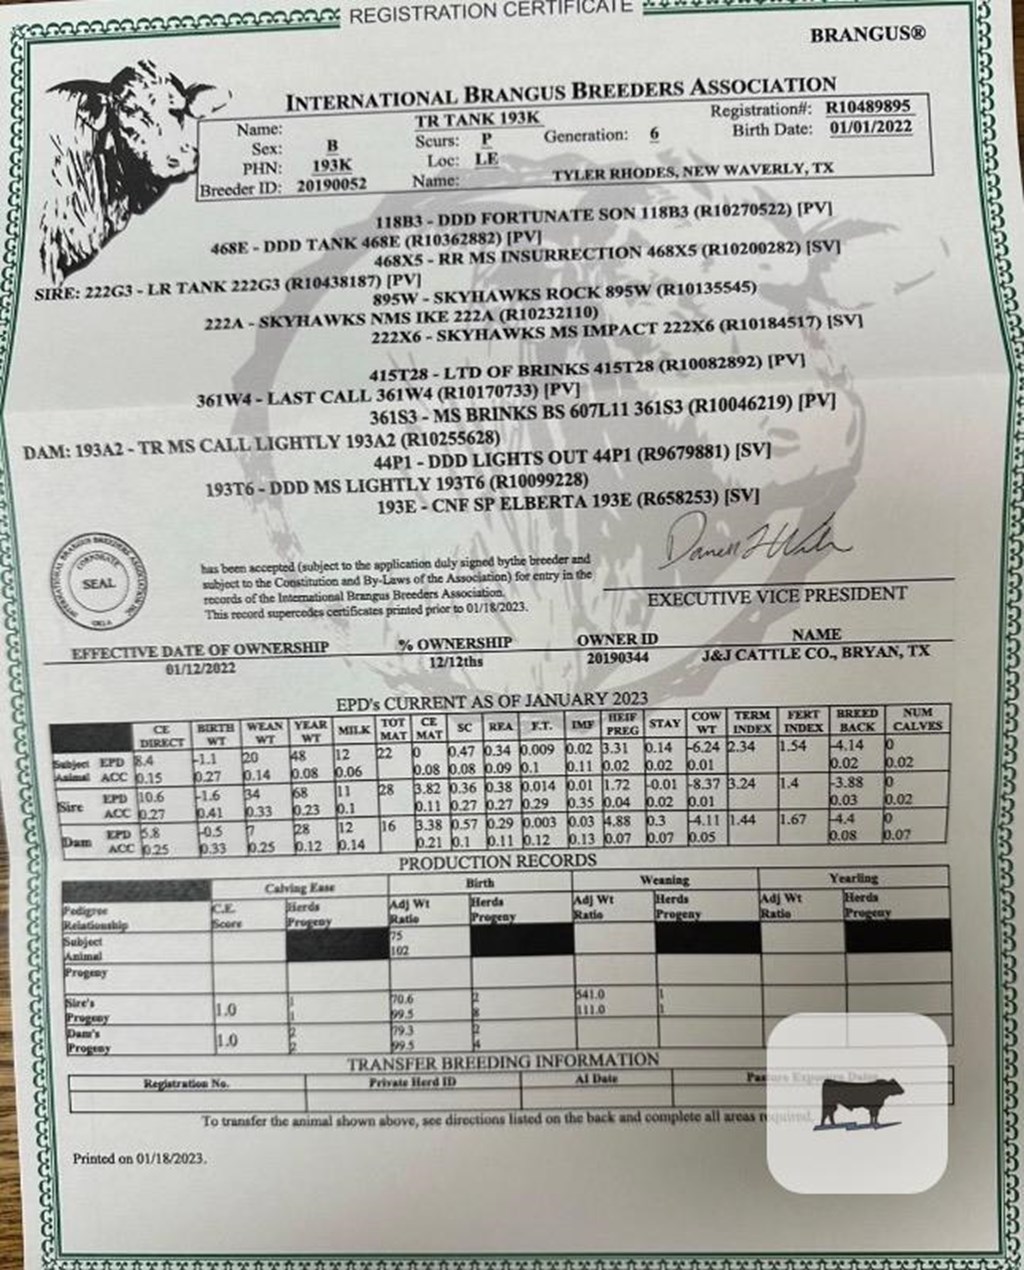 REGISTRATION CERTIFICATE
BRANGUS®
INTERNATIONAL BRANGUS BREEDERS ASSOCIATION
Name: TR TANK 193K Registration#: R10489895
Sex: B Scurs: P Generation: 6 Birth Date: 01/01/2022
PHN: 193K Loc: LE
Breeder ID: 20190052 Name: TYLER RHODES, NEW WAVERLY, TX
118B3 - DDD FORTUNATE SON 118B3 (R10270522) [PV]
468E - DDD TANK 468E (R10362882) [PV]
468X5 - RR MS INSURRECTION 468X5 (R10200282) [SV]
SIRE: 222G3 - LR TANK 222G3 (R10438187) [PV]
895W - SKYHAWKS ROCK 895W (R10135545)
222A - SKYHAWKS NMS IKE 222A (R10232110)
222X6 - SKYHAWKS MS IMPACT 222X6 (R10184517) [SV]
415T28 - LTD OF BRINKS 415T28 (R10082892) [PV]
361W4 - LAST CALL 361W4 (R10170733) [PV]
361S3 - MS BRINKS BS 607L11 361S3 (R10046219) [PV]
DAM: 193A2 - TR MS CALL LIGHTLY 193A2 (R10255628)
44P1 - DDD LIGHTS OUT 44P1 (R9679881) [SV]
193T6 - DDD MS LIGHTLY 193T6 (R10099228)
193E - CNF SP ELBERTA 193E (R658253) [SV]
INTERNATIONAL BRANGUS BREEDERS ASSOCIATION INC.
CORPORATE
SEAL
has been accepted (subject to the application duly signed bythe breeder and
subject to the Constitution and By-Laws of the Association) for entry in the
records of the International Brangus Breeders Association.
This record supercodes certificates printed prior to 01/18/2023.
EXECUTIVE VICE PRESIDENT
EFFECTIVE DATE OF OWNERSHIP % OWNERSHIP OWNER ID NAME
01/12/2022 12/12ths 20190344 J&J CATTLE CO., BRYAN, TX
EPD's CURRENT AS OF JANUARY 2023
CE DIRECT BIRTH WT WEAN WT YEAR WT MILK TOT MAT CE MAT SC REA F.T. IMF HEIF PREG STAY COW WT TERM INDEX FERT INDEX BREED BACK NUM CALVES
Subject EPD 8.4 -1.1 20 48 12 22 0 0.47 0.34 0.009 0.02 3.31 0.14 -6.24 2.34 1.54 -4.14 0
Animal ACC 0.15 0.27 0.14 0.08 0.06 0.08 0.08 0.09 0.1 0.11 0.02 0.02 0.01 0.02 0.02
Sire EPD 10.6 -1.6 34 68 11 28 3.82 0.36 0.38 0.014 0.01 1.72 -0.01 -8.37 3.24 1.4 -3.88 0
ACC 0.27 0.41 0.33 0.23 0.1 0.11 0.27 0.27 0.29 0.35 0.04 0.02 0.01 0.03 0.02
Dam EPD 5.8 -0.5 7 28 12 16 3.38 0.57 0.29 0.003 0.03 4.88 0.3 -4.11 1.44 1.67 -4.4 0
ACC 0.25 0.33 0.25 0.12 0.14 0.21 0.1 0.11 0.12 0.13 0.07 0.07 0.05 0.08 0.07
PRODUCTION RECORDS
Calving Ease Birth Weaning Yearling
Pedigree C.E. Herds Adj Wt Herds Adj Wt Herds Adj Wt Herds
Relationship Score Progeny Ratio Progeny Ratio Progeny Ratio Progeny
Subject 75
Animal 102
Progeny
Sire's 1.0 1 70.6 2 541.0 1
Progeny 1 99.5 8 111.0 1
Dam's 1.0 2 79.3 2
Progeny 2 99.5 4
TRANSFER BREEDING INFORMATION
Registration No. Private Herd ID AI Date Pasture Exposure Dates
To transfer the animal shown above, see directions listed on the back and complete all areas required.
Printed on 01/18/2023.